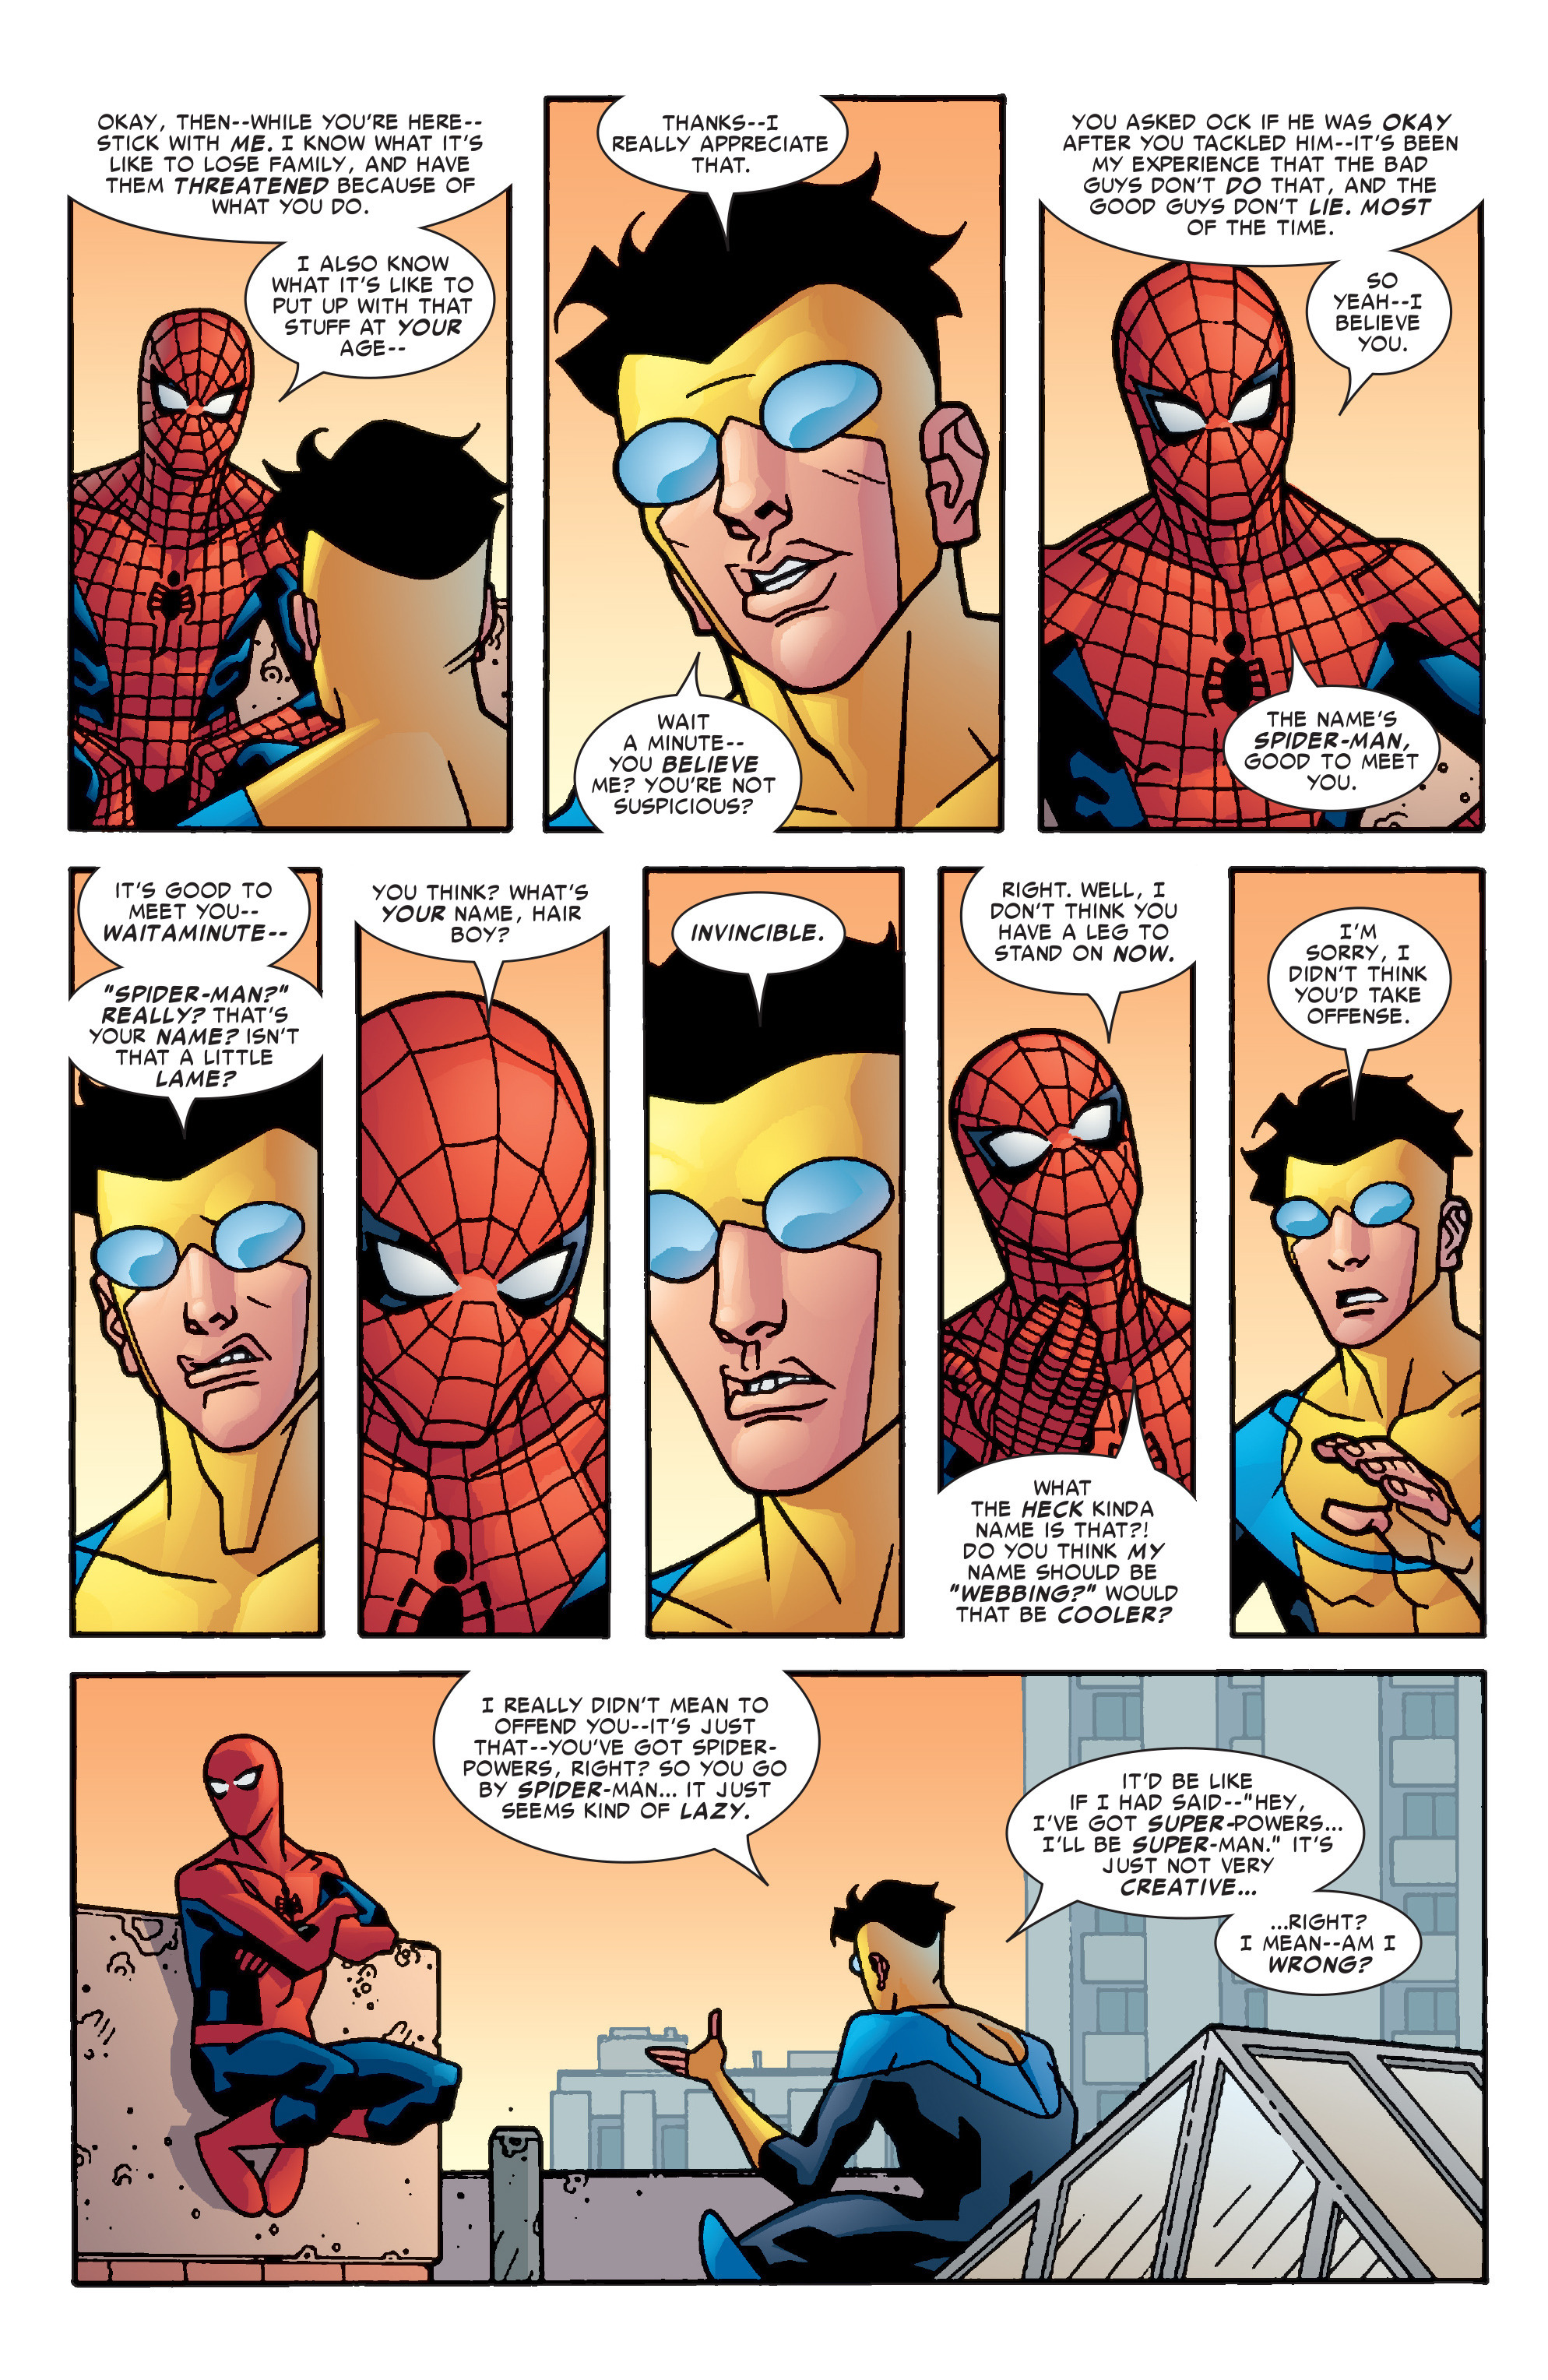 OKAY, THEN--WHILE YOU'RE HERE--
STICK WITH ME. I KNOW WHAT IT'S
LIKE TO LOSE FAMILY, AND HAVE
THEM THREATENED BECAUSE OF
WHAT YOU DO.
I ALSO KNOW
WHAT IT'S LIKE TO
PUT UP WITH THAT
STUFF AT YOUR
AGE--
THANKS--I
REALLY APPRECIATE
THAT.
WAIT
A MINUTE--
YOU BELIEVE
ME? YOU'RE NOT
SUSPICIOUS?
YOU ASKED OCK IF HE WAS OKAY
AFTER YOU TACKLED HIM--IT'S BEEN
MY EXPERIENCE THAT THE BAD
GUYS DON'T DO THAT, AND THE
GOOD GUYS DON'T LIE. MOST
OF THE TIME.
SO
YEAH--I
BELIEVE
YOU.
THE NAME'S
SPIDER-MAN,
GOOD TO MEET
YOU.
IT'S GOOD TO
MEET YOU--
WAITAMINUTE--
"SPIDER-MAN?"
REALLY? THAT'S
YOUR NAME? ISN'T
THAT A LITTLE
LAME?
YOU THINK? WHAT'S
YOUR NAME, HAIR
BOY?
INVINCIBLE.
RIGHT. WELL, I
DON'T THINK YOU
HAVE A LEG TO
STAND ON NOW.
WHAT
THE HECK KINDA
NAME IS THAT?!
DO YOU THINK MY
NAME SHOULD BE
"WEBBING?" WOULD
THAT BE COOLER?
I'M
SORRY, I
DIDN'T THINK
YOU'D TAKE
OFFENSE.
I REALLY DIDN'T MEAN TO
OFFEND YOU--IT'S JUST
THAT--YOU'VE GOT SPIDER-
POWERS, RIGHT? SO YOU GO
BY SPIDER-MAN... IT JUST
SEEMS KIND OF LAZY.
IT'D BE LIKE
IF I HAD SAID--"HEY,
I'VE GOT SUPER-POWERS...
I'LL BE SUPER-MAN." IT'S
JUST NOT VERY
CREATIVE...
...RIGHT?
I MEAN--AM I
WRONG?